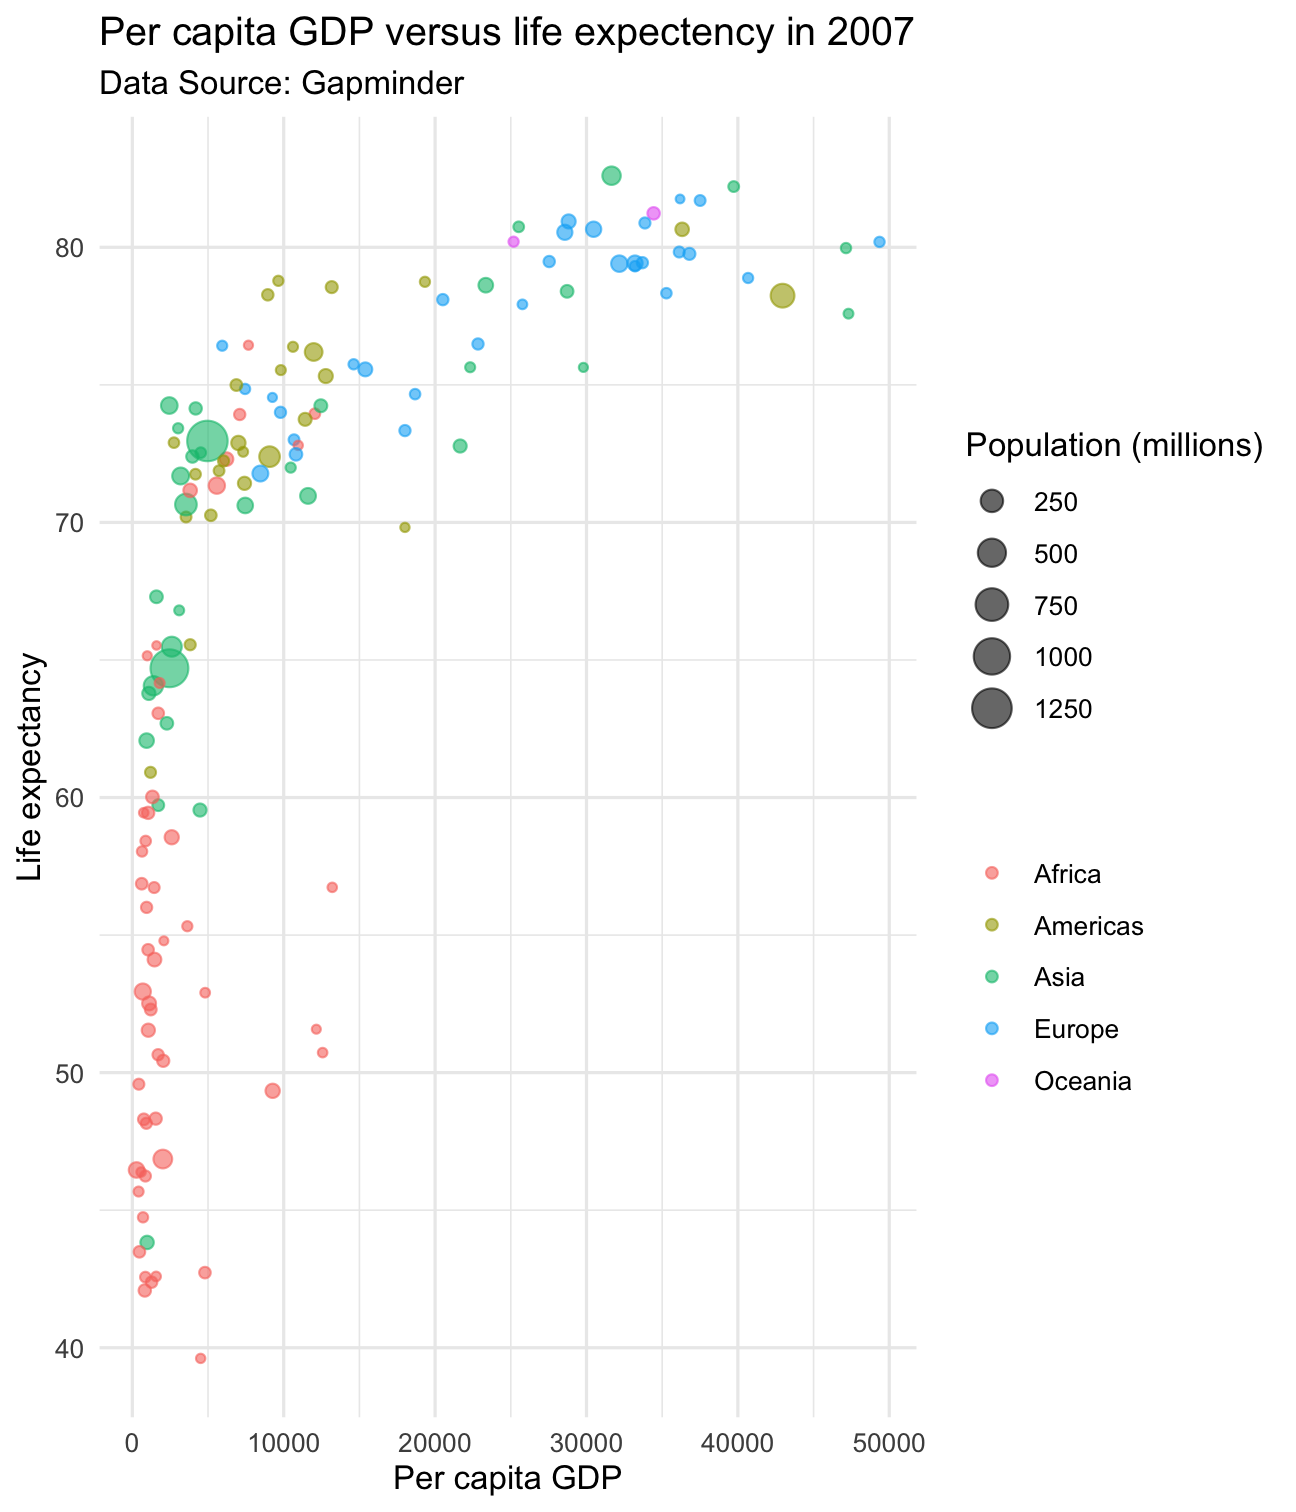 Per capita GDP versus life expectency in 2007
Data Source: Gapminder
80
70
60
50
40
Life expectancy
0 10000 20000 30000 40000 50000
Per capita GDP
Population (millions)
250
500
750
1000
1250
Africa
Americas
Asia
Europe
Oceania